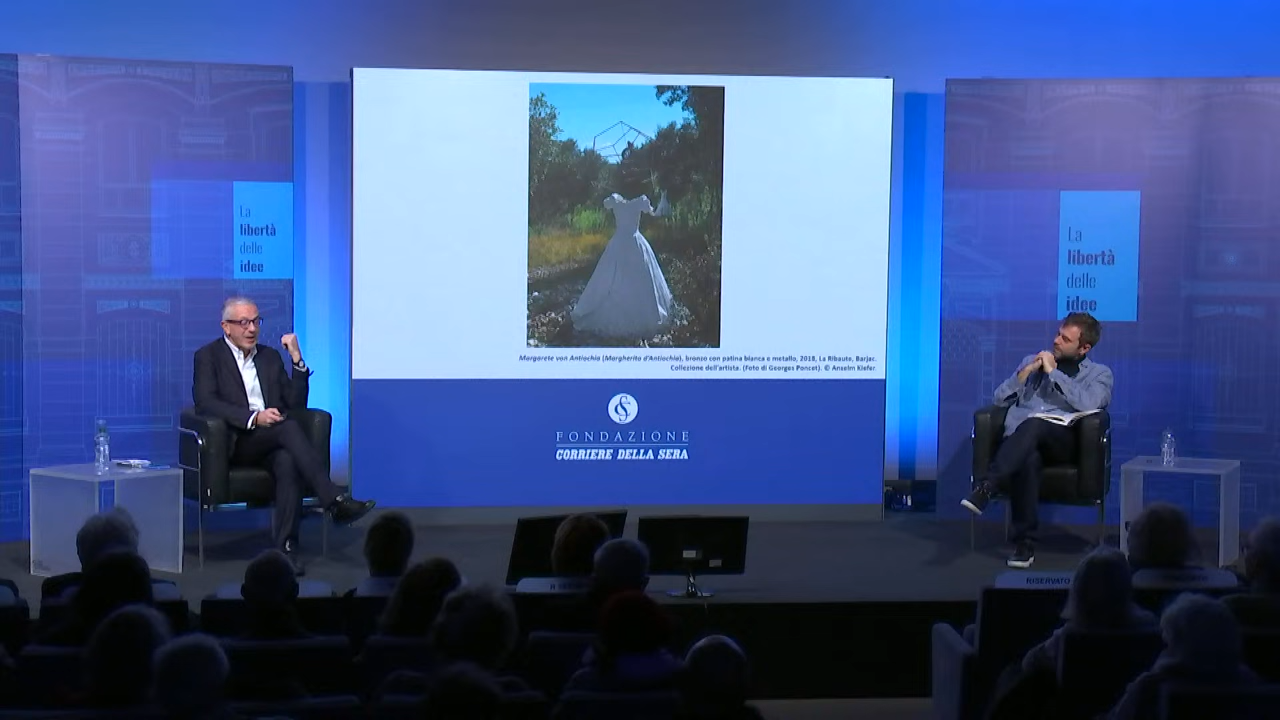 La
libertà
delle
idee
La
libertà
delle
idee
Margarete von Antiochia (Margherita d'Antiochia), bronzo con patina bianca e metallo, 2018, La Ribaute, Barjac.
Collezione dell'artista. (Foto di Georges Poncet). © Anselm Kiefer.
FONDAZIONE
CORRIERE DELLA SERA
RISERVATO